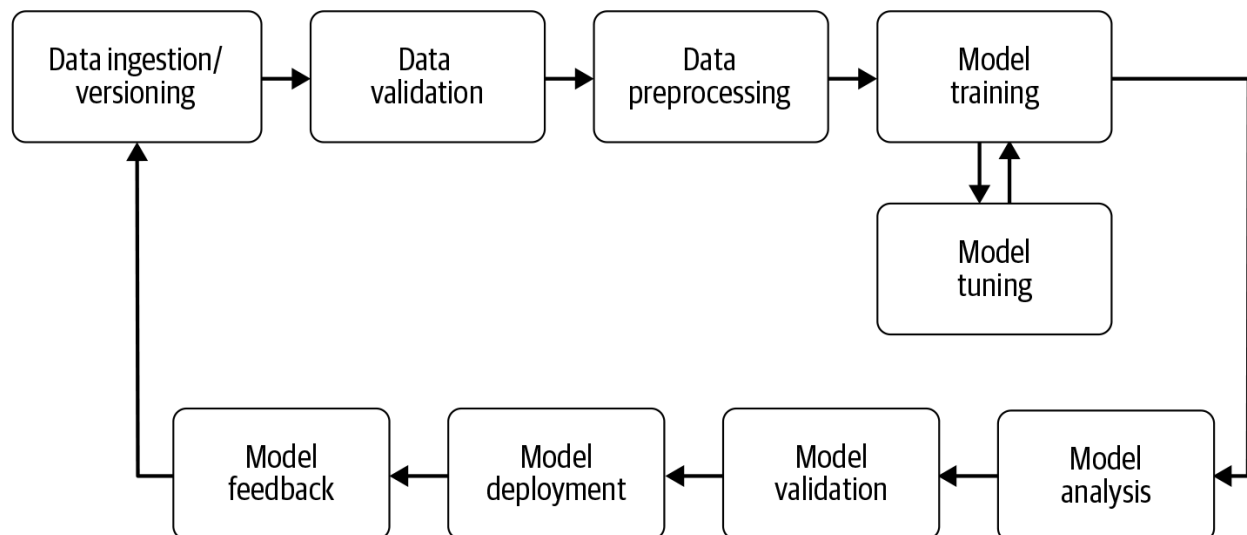 Data ingestion/
versioning
Data
validation
Data
preprocessing
Model
training
Model
tuning
Model
feedback
Model
deployment
Model
validation
Model
analysis